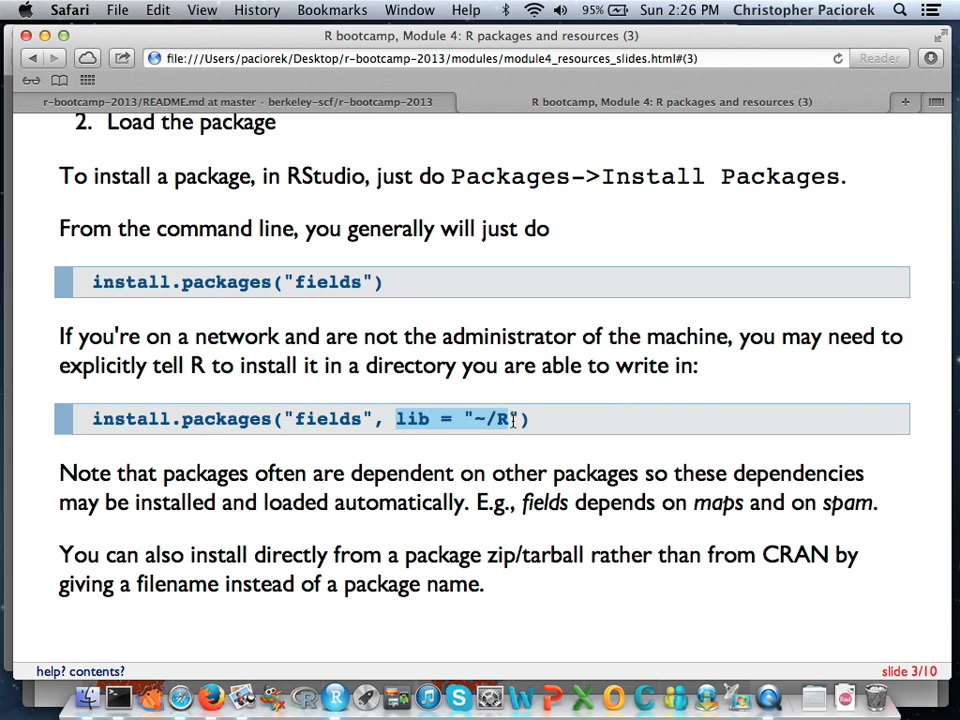 Safari File Edit View History Bookmarks Window Help 95% Sun 2:26 PM Christopher Paciorek
R bootcamp, Module 4: R packages and resources (3)
file:///Users/paciorek/Desktop/r-bootcamp-2013/modules/module4_resources_slides.html#(3) Reader
r-bootcamp-2013/README.md at master · berkeley-scf/r-bootcamp-2013 R bootcamp, Module 4: R packages and resources (3)
2. Load the package
To install a package, in RStudio, just do Packages->Install Packages.
From the command line, you generally will just do
install.packages("fields")
If you're on a network and are not the administrator of the machine, you may need to
explicitly tell R to install it in a directory you are able to write in:
install.packages("fields", lib = "~/R")
Note that packages often are dependent on other packages so these dependencies
may be installed and loaded automatically. E.g., fields depends on maps and on spam.
You can also install directly from a package zip/tarball rather than from CRAN by
giving a filename instead of a package name.
help? contents? slide 3/10